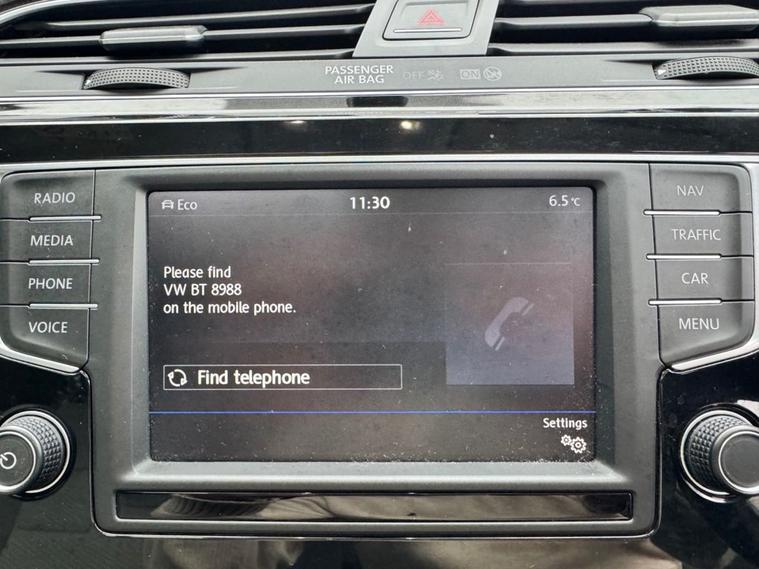 PASSENGER
AIR BAG OFF ON
RADIO
MEDIA
PHONE
VOICE
Eco 11:30 6.5°C
Please find
VW BT 8988
on the mobile phone.
Find telephone
Settings
NAV
TRAFFIC
CAR
MENU